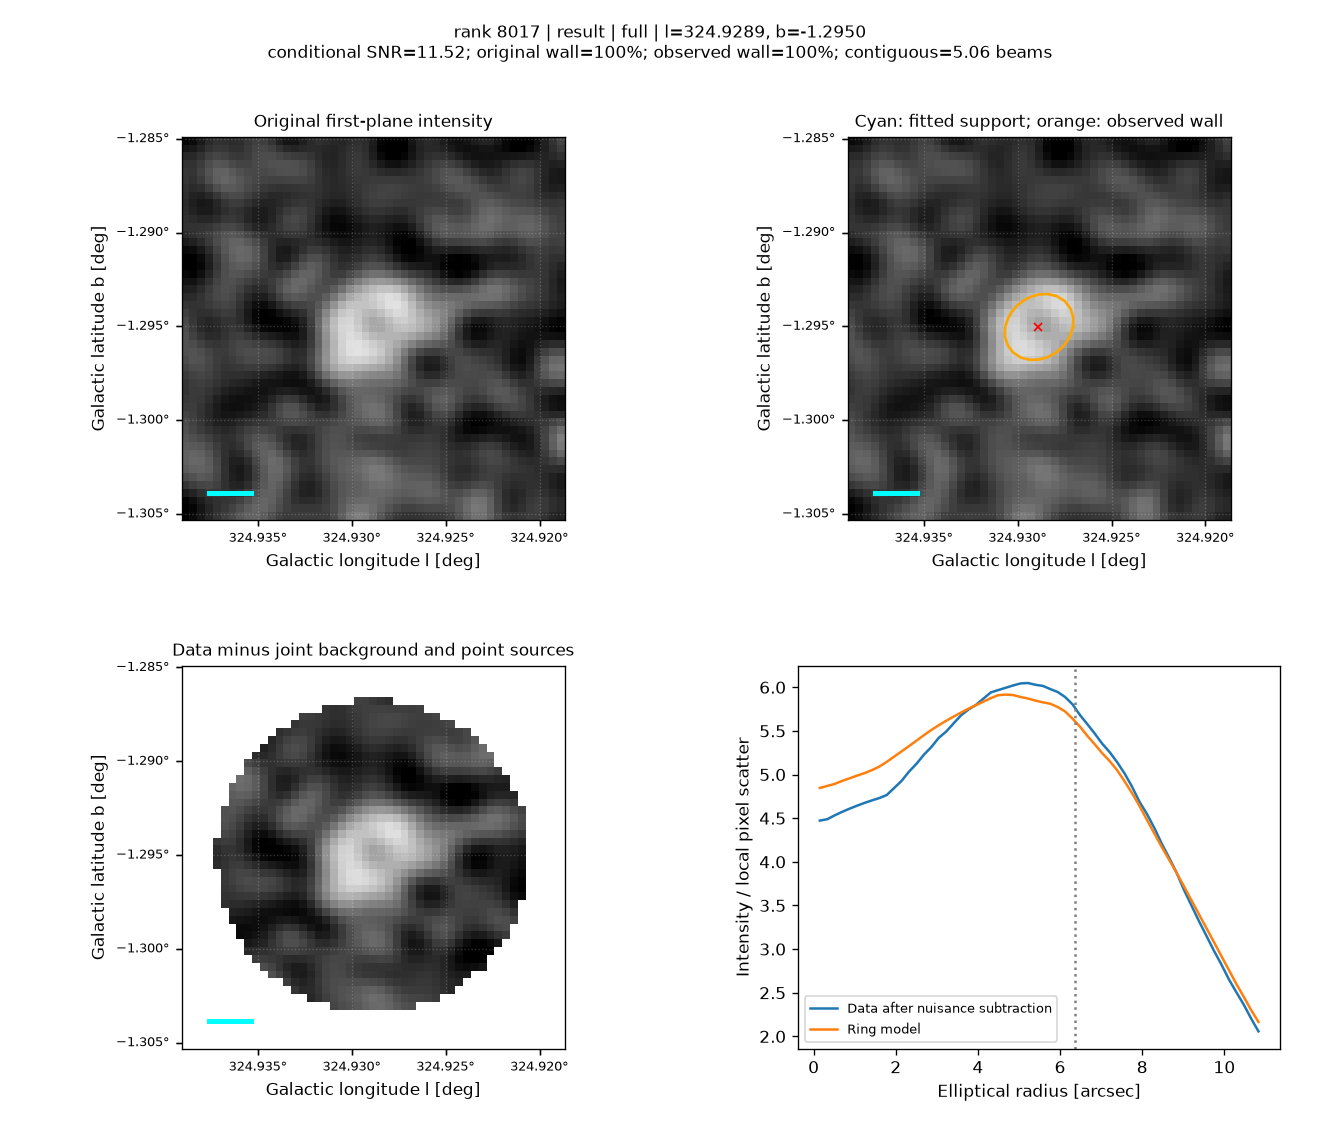 rank 8017 | result | full | l=324.9289, b=-1.2950
conditional SNR=11.52; original wall=100%; observed wall=100%; contiguous=5.06 beams
Original first-plane intensity
−1.285°
−1.290°
−1.295°
−1.300°
−1.305°
Galactic latitude b [deg]
324.935° 324.930° 324.925° 324.920°
Galactic longitude l [deg]
Cyan: fitted support; orange: observed wall
−1.285°
−1.290°
−1.295°
−1.300°
−1.305°
Galactic latitude b [deg]
324.935° 324.930° 324.925° 324.920°
Galactic longitude l [deg]
Data minus joint background and point sources
−1.285°
−1.290°
−1.295°
−1.300°
−1.305°
Galactic latitude b [deg]
324.935° 324.930° 324.925° 324.920°
Galactic longitude l [deg]
6.0
5.5
5.0
4.5
4.0
3.5
3.0
2.5
2.0
Intensity / local pixel scatter
Data after nuisance subtraction
Ring model
0 2 4 6 8 10
Elliptical radius [arcsec]